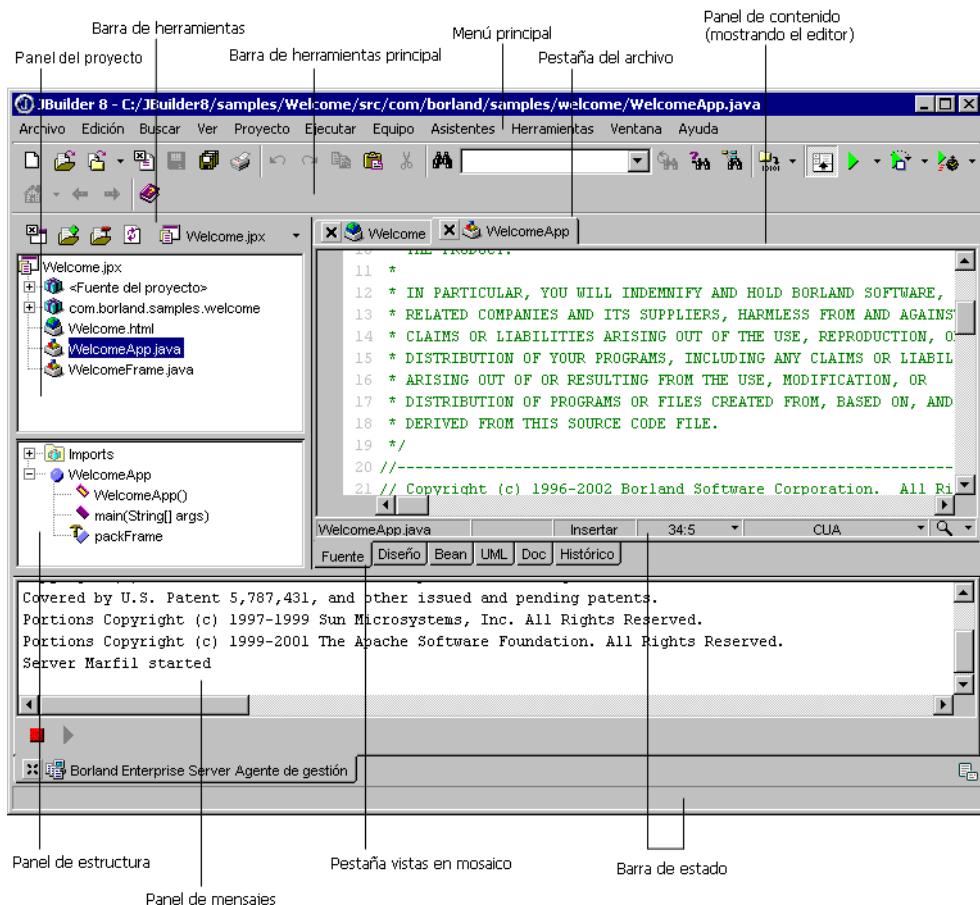 Barra de herramientas
Panel de contenido
(mostrando el editor)
Menú principal
Panel del proyecto
Barra de herramientas principal
Pestaña del archivo
JBuilder 8 - C:/JBuilder8/samples/Welcome/src/com/borland/samples/welcome/WelcomeApp.java
Archivo Edición Buscar Ver Proyecto Ejecutar Equipo Asistentes Herramientas Ventana Ayuda
Welcome.jpx
Welcome
WelcomeApp
Welcome.jpx
<Fuente del proyecto>
com.borland.samples.welcome
Welcome.html
WelcomeApp.java
WelcomeFrame.java
Imports
WelcomeApp
WelcomeApp()
main(String[] args)
packFrame
10 * THE PRODUCT.
11 *
12 * IN PARTICULAR, YOU WILL INDEMNIFY AND HOLD BORLAND SOFTWARE,
13 * RELATED COMPANIES AND ITS SUPPLIERS, HARMLESS FROM AND AGAINS
14 * CLAIMS OR LIABILITIES ARISING OUT OF THE USE, REPRODUCTION, O
15 * DISTRIBUTION OF YOUR PROGRAMS, INCLUDING ANY CLAIMS OR LIABIL
16 * ARISING OUT OF OR RESULTING FROM THE USE, MODIFICATION, OR
17 * DISTRIBUTION OF PROGRAMS OR FILES CREATED FROM, BASED ON, AND
18 * DERIVED FROM THIS SOURCE CODE FILE.
19 */
20 //--------------------------------------------------------------
21 // Copyright (c) 1996-2002 Borland Software Corporation. All Ri
WelcomeApp.java Insertar 34:5 CUA
Fuente Diseño Bean UML Doc Histórico
Covered by U.S. Patent 5,787,431, and other issued and pending patents.
Portions Copyright (c) 1997-1999 Sun Microsystems, Inc. All Rights Reserved.
Portions Copyright (c) 1999-2001 The Apache Software Foundation. All Rights Reserved.
Server Marfil started
Borland Enterprise Server Agente de gestión
Panel de estructura
Pestaña vistas en mosaico
Barra de estado
Panel de mensajes